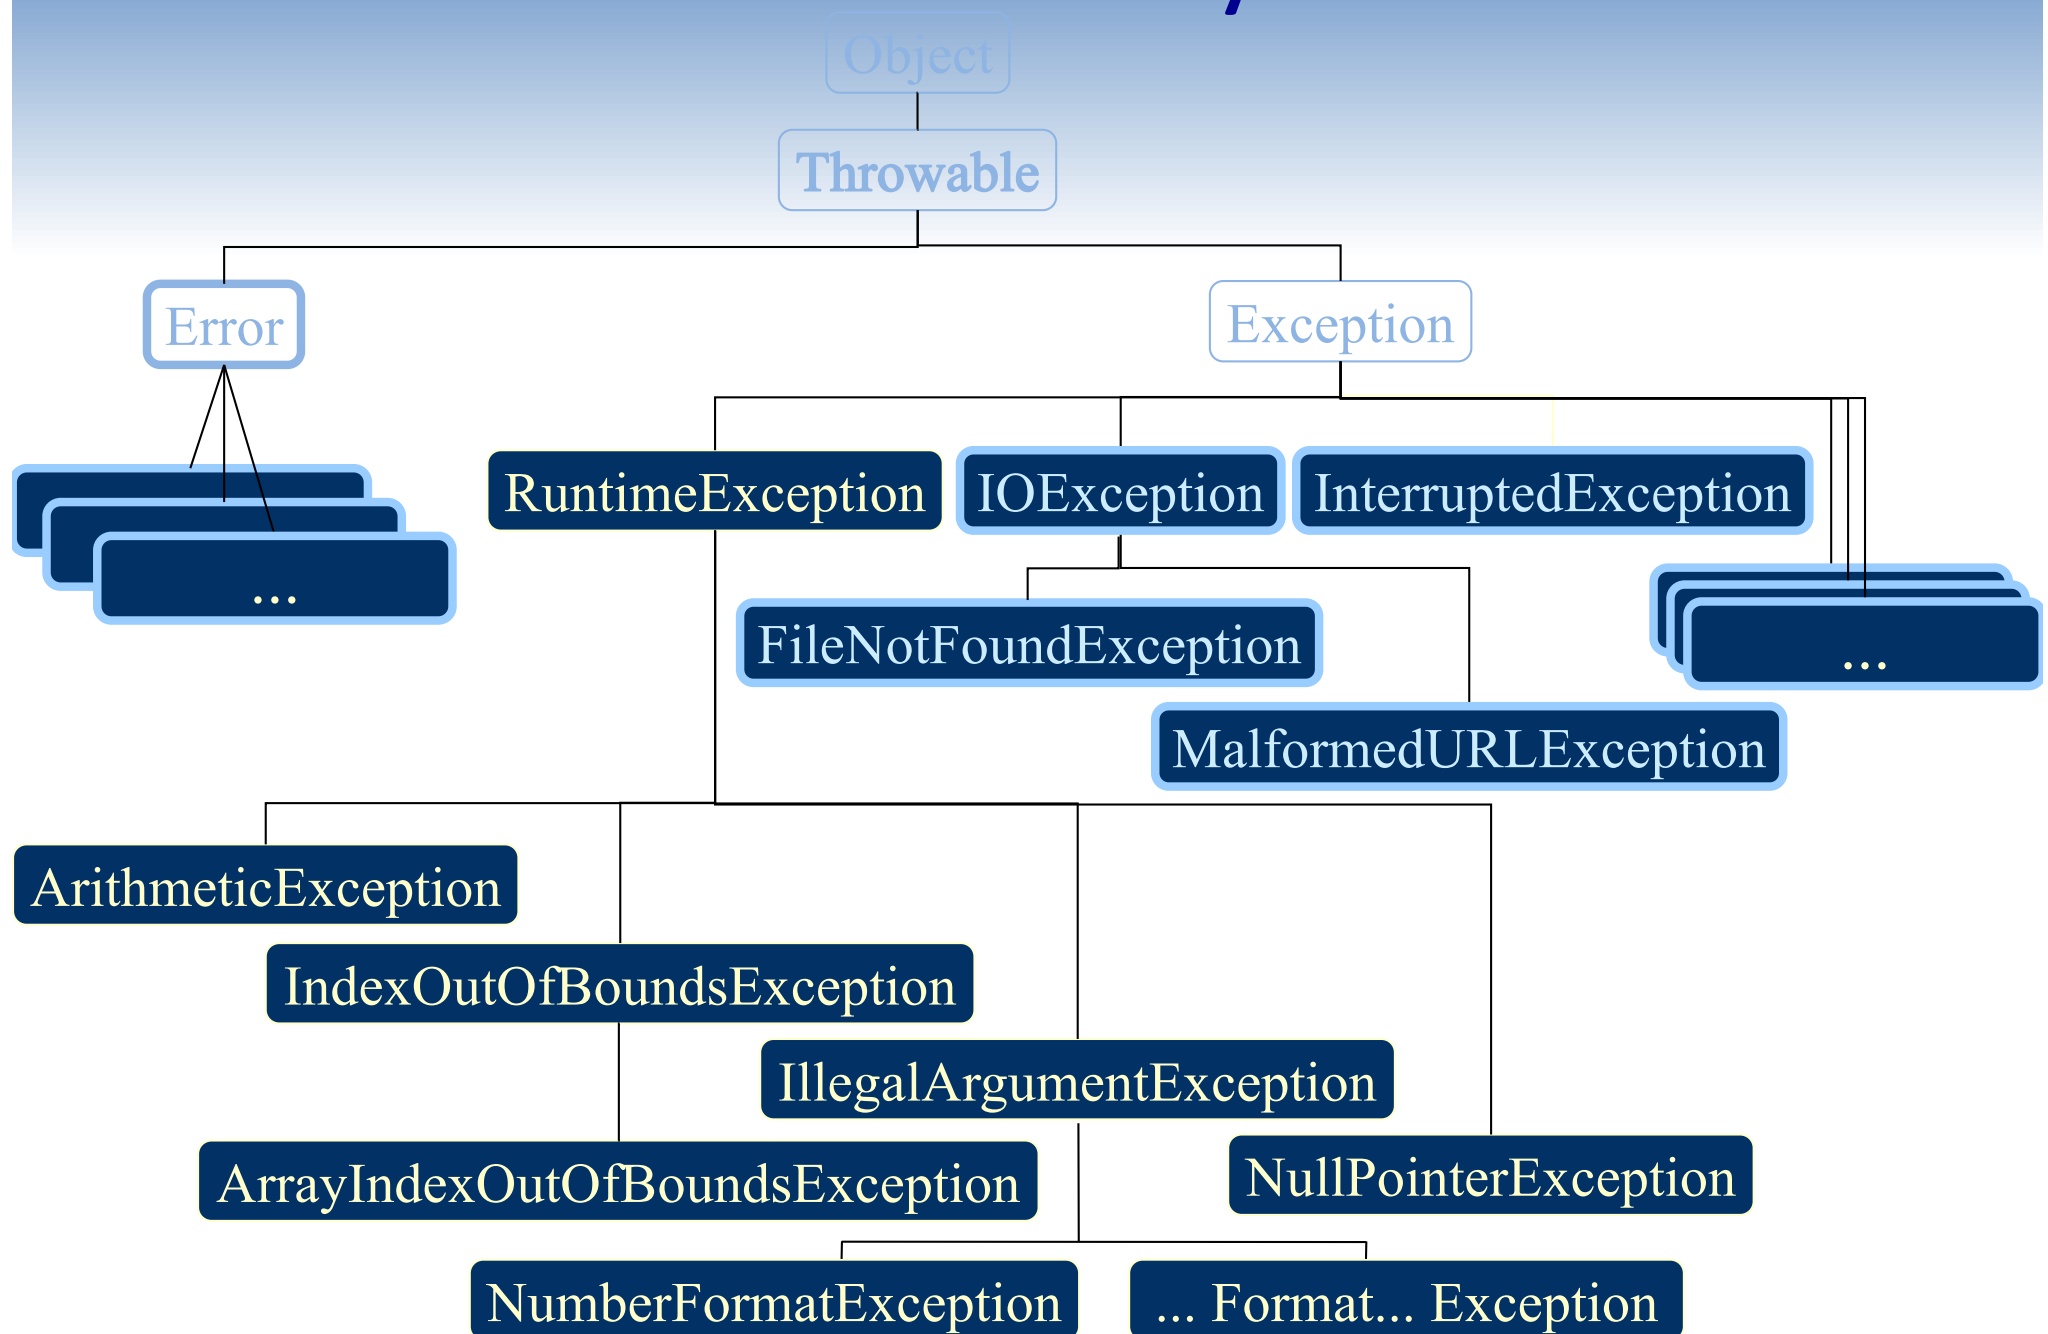 Object
Throwable
Error
Exception
RuntimeException
IOException
InterruptedException
...
FileNotFoundException
...
MalformedURLException
ArithmeticException
IndexOutOfBoundsException
IllegalArgumentException
ArrayIndexOutOfBoundsException
NullPointerException
NumberFormatException
... Format... Exception